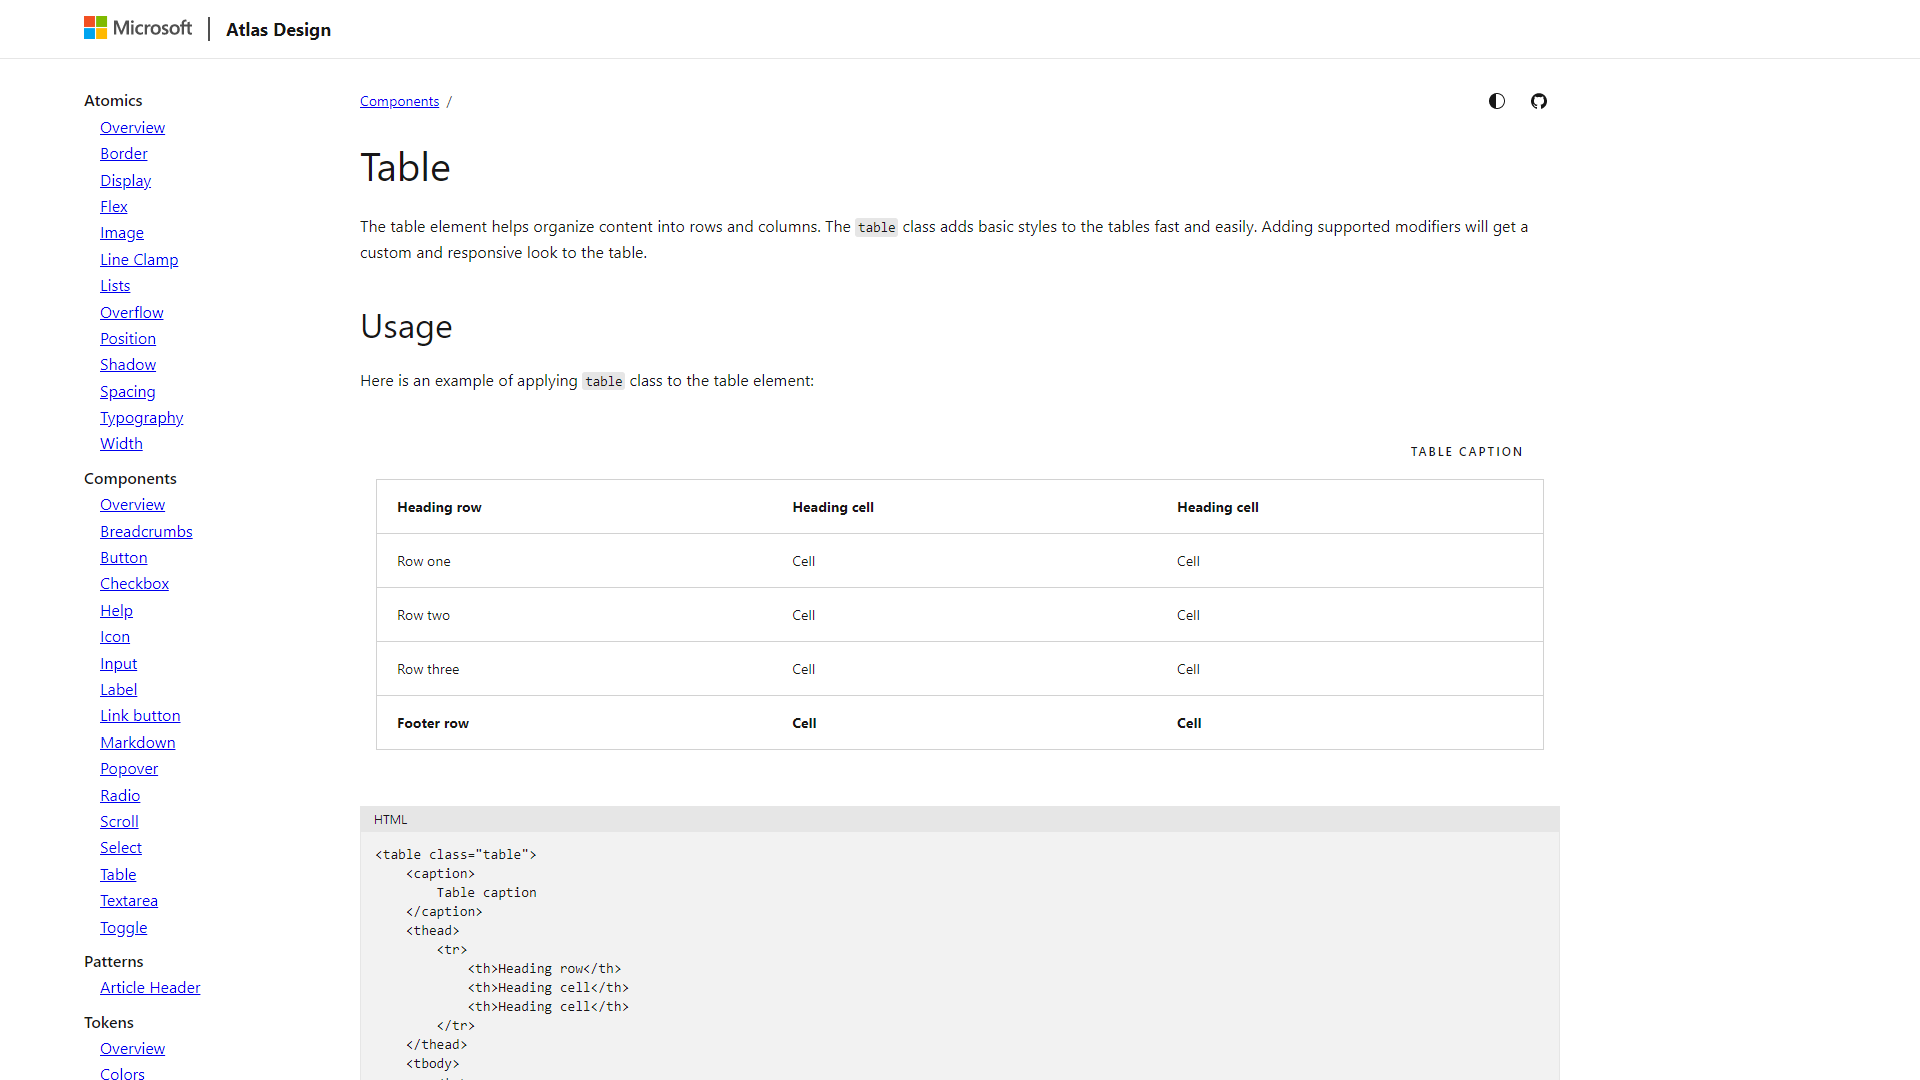 Microsoft
Atlas Design
Atomics
Overview
Border
Display
Flex
Image
Line Clamp
Lists
Overflow
Position
Shadow
Spacing
Typography
Width
Components
Overview
Breadcrumbs
Button
Checkbox
Help
Icon
Input
Label
Link button
Markdown
Popover
Radio
Scroll
Select
Table
Textarea
Toggle
Patterns
Article Header
Tokens
Overview
Colors
Components /
Table
The table element helps organize content into rows and columns. The table class adds basic styles to the tables fast and easily. Adding supported modifiers will get a
custom and responsive look to the table.
Usage
Here is an example of applying table class to the table element:
TABLE CAPTION
Heading row Heading cell Heading cell
Row one Cell Cell
Row two Cell Cell
Row three Cell Cell
Footer row Cell Cell
HTML
<table class="table">
    <caption>
        Table caption
    </caption>
    <thead>
        <tr>
            <th>Heading row</th>
            <th>Heading cell</th>
            <th>Heading cell</th>
        </tr>
    </thead>
    <tbody>